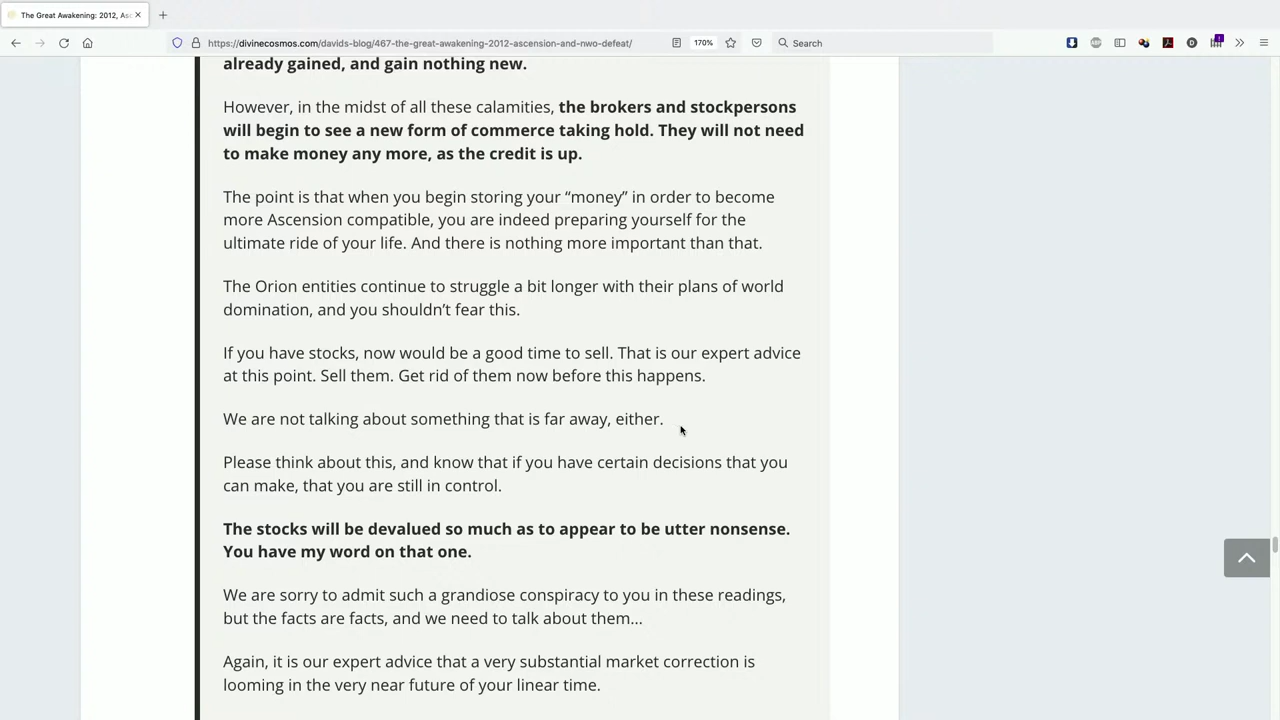 The Great Awakening: 2012, Asc
https://divinecosmos.com/davids-blog/467-the-great-awakening-2012-ascension-and-nwo-defeat/
170%
Search
already gained, and gain nothing new.
However, in the midst of all these calamities, the brokers and stockpersons
will begin to see a new form of commerce taking hold. They will not need
to make money any more, as the credit is up.
The point is that when you begin storing your “money” in order to become
more Ascension compatible, you are indeed preparing yourself for the
ultimate ride of your life. And there is nothing more important than that.
The Orion entities continue to struggle a bit longer with their plans of world
domination, and you shouldn’t fear this.
If you have stocks, now would be a good time to sell. That is our expert advice
at this point. Sell them. Get rid of them now before this happens.
We are not talking about something that is far away, either.
Please think about this, and know that if you have certain decisions that you
can make, that you are still in control.
The stocks will be devalued so much as to appear to be utter nonsense.
You have my word on that one.
We are sorry to admit such a grandiose conspiracy to you in these readings,
but the facts are facts, and we need to talk about them…
Again, it is our expert advice that a very substantial market correction is
looming in the very near future of your linear time.